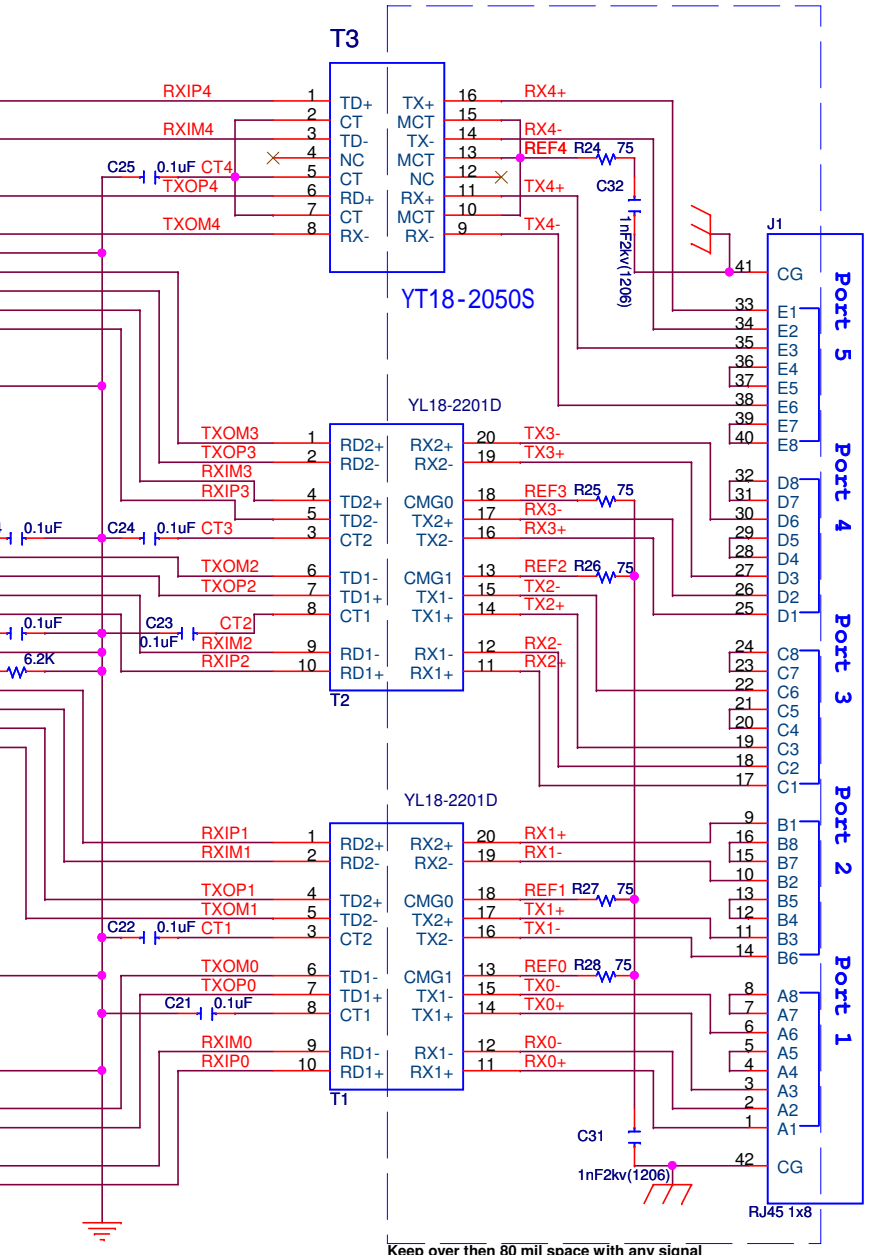 T3
RXIP4 1 TD+ TX+ 16 RX4+
2 CT MCT 15
RXIM4 3 TD- TX- 14 RX4-
4 NC MCT 13 REF4 R24 75
C25 0.1uF CT4 5 CT NC 12
TXOP4 6 RD+ RX+ 11 TX4+
7 CT MCT 10
TXOM4 8 RX- RX- 9 TX4-
C32
1nF2kv(1206)
YT18-2050S
J1
41 CG
33 E1
34 E2
35 E3
36 E4
37 E5
38 E6
39 E7
40 E8
Port 5
YL18-2201D
TXOM3 1 RD2+ RX2+ 20 TX3-
TXOP3 2 RD2- RX2- 19 TX3+
RXIM3
RXIP3 4 TD2+ CMG0 18 REF3 R25 75
5 TD2- TX2+ 17 RX3-
0.1uF C24 0.1uF CT3 3 CT2 TX2- 16 RX3+
TXOM2 6 TD1- CMG1 13 REF2 R26 75
TXOP2 7 TD1+ TX1- 15 TX2-
8 CT1 TX1+ 14 TX2+
0.1uF C23 0.1uF CT2
RXIM2 9 RD1- RX1- 12 RX2-
RXIP2 10 RD1+ RX1+ 11 RX2+
6.2K
T2
32 D8
31 D7
30 D6
29 D5
28 D4
27 D3
26 D2
25 D1
Port 4
24 C8
23 C7
22 C6
21 C5
20 C4
19 C3
18 C2
17 C1
Port 3
YL18-2201D
RXIP1 1 RD2+ RX2+ 20 RX1+
RXIM1 2 RD2- RX2- 19 RX1-
TXOP1 4 TD2+ CMG0 18 REF1 R27 75
TXOM1 5 TD2- TX2+ 17 TX1+
C22 0.1uF CT1 3 CT2 TX2- 16 TX1-
TXOM0 6 TD1- CMG1 13 REF0 R28 75
TXOP0 7 TD1+ TX1- 15 TX0-
C21 0.1uF 8 CT1 TX1+ 14 TX0+
RXIM0 9 RD1- RX1- 12 RX0-
RXIP0 10 RD1+ RX1+ 11 RX0+
T1
9 B1
16 B8
15 B7
10 B2
13 B5
12 B4
11 B3
14 B6
Port 2
8 A8
7 A7
6 A6
5 A5
4 A4
3 A3
2 A2
1 A1
Port 1
C31
1nF2kv(1206)
42 CG
RJ45 1x8
Keep over then 80 mil space with any signal